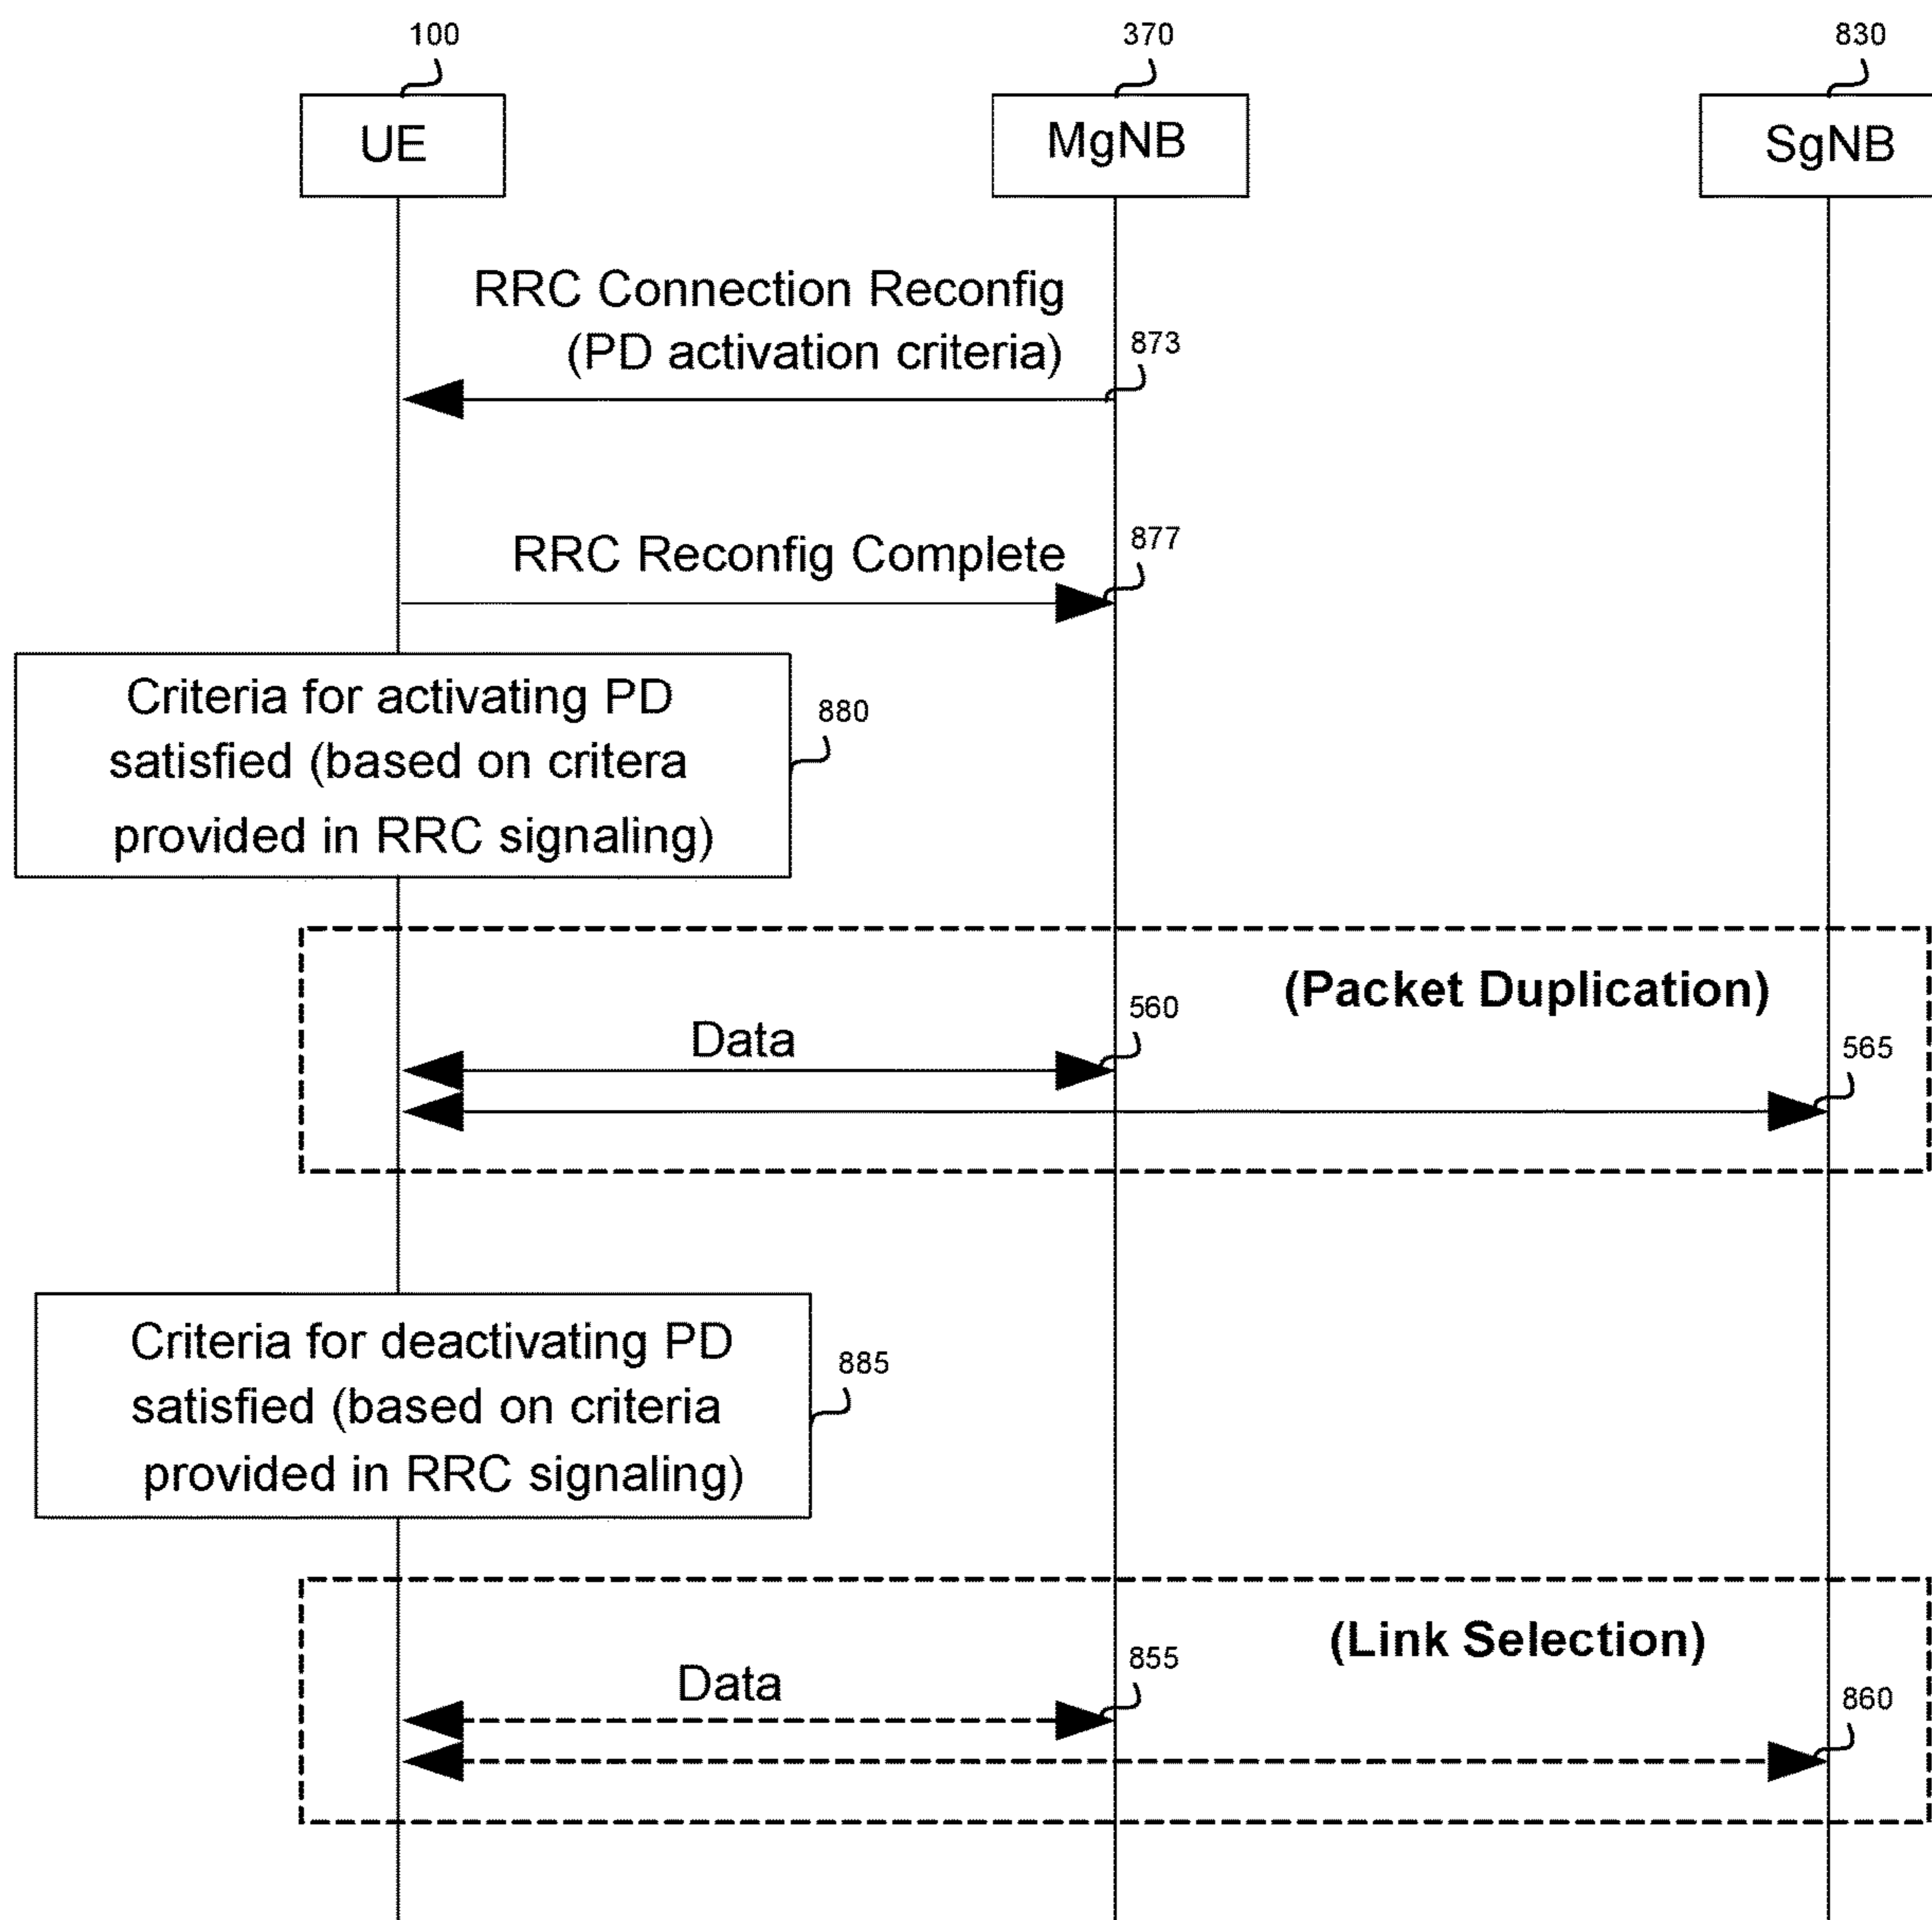 100
370
830
UE
MgNB
SgNB
RRC Connection Reconfig
(PD activation criteria)
873
RRC Reconfig Complete
877
Criteria for activating PD
satisfied (based on critera
provided in RRC signaling)
880
(Packet Duplication)
Data
560
565
Criteria for deactivating PD
satisfied (based on criteria
provided in RRC signaling)
885
(Link Selection)
Data
855
860